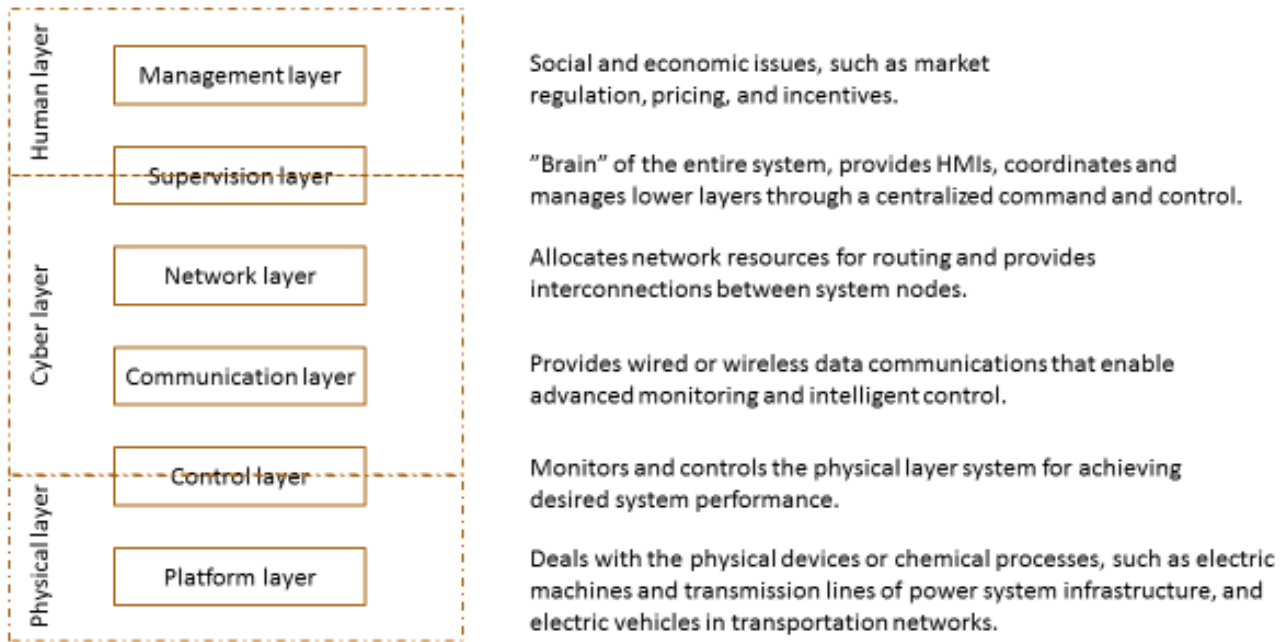 Human layer
Management layer
Social and economic issues, such as market
regulation, pricing, and incentives.
Supervision layer
”Brain” of the entire system, provides HMIs, coordinates and
manages lower layers through a centralized command and control.
Cyber layer
Network layer
Allocates network resources for routing and provides
interconnections between system nodes.
Communication layer
Provides wired or wireless data communications that enable
advanced monitoring and intelligent control.
Control layer
Monitors and controls the physical layer system for achieving
desired system performance.
Physical layer
Platform layer
Deals with the physical devices or chemical processes, such as electric
machines and transmission lines of power system infrastructure, and
electric vehicles in transportation networks.